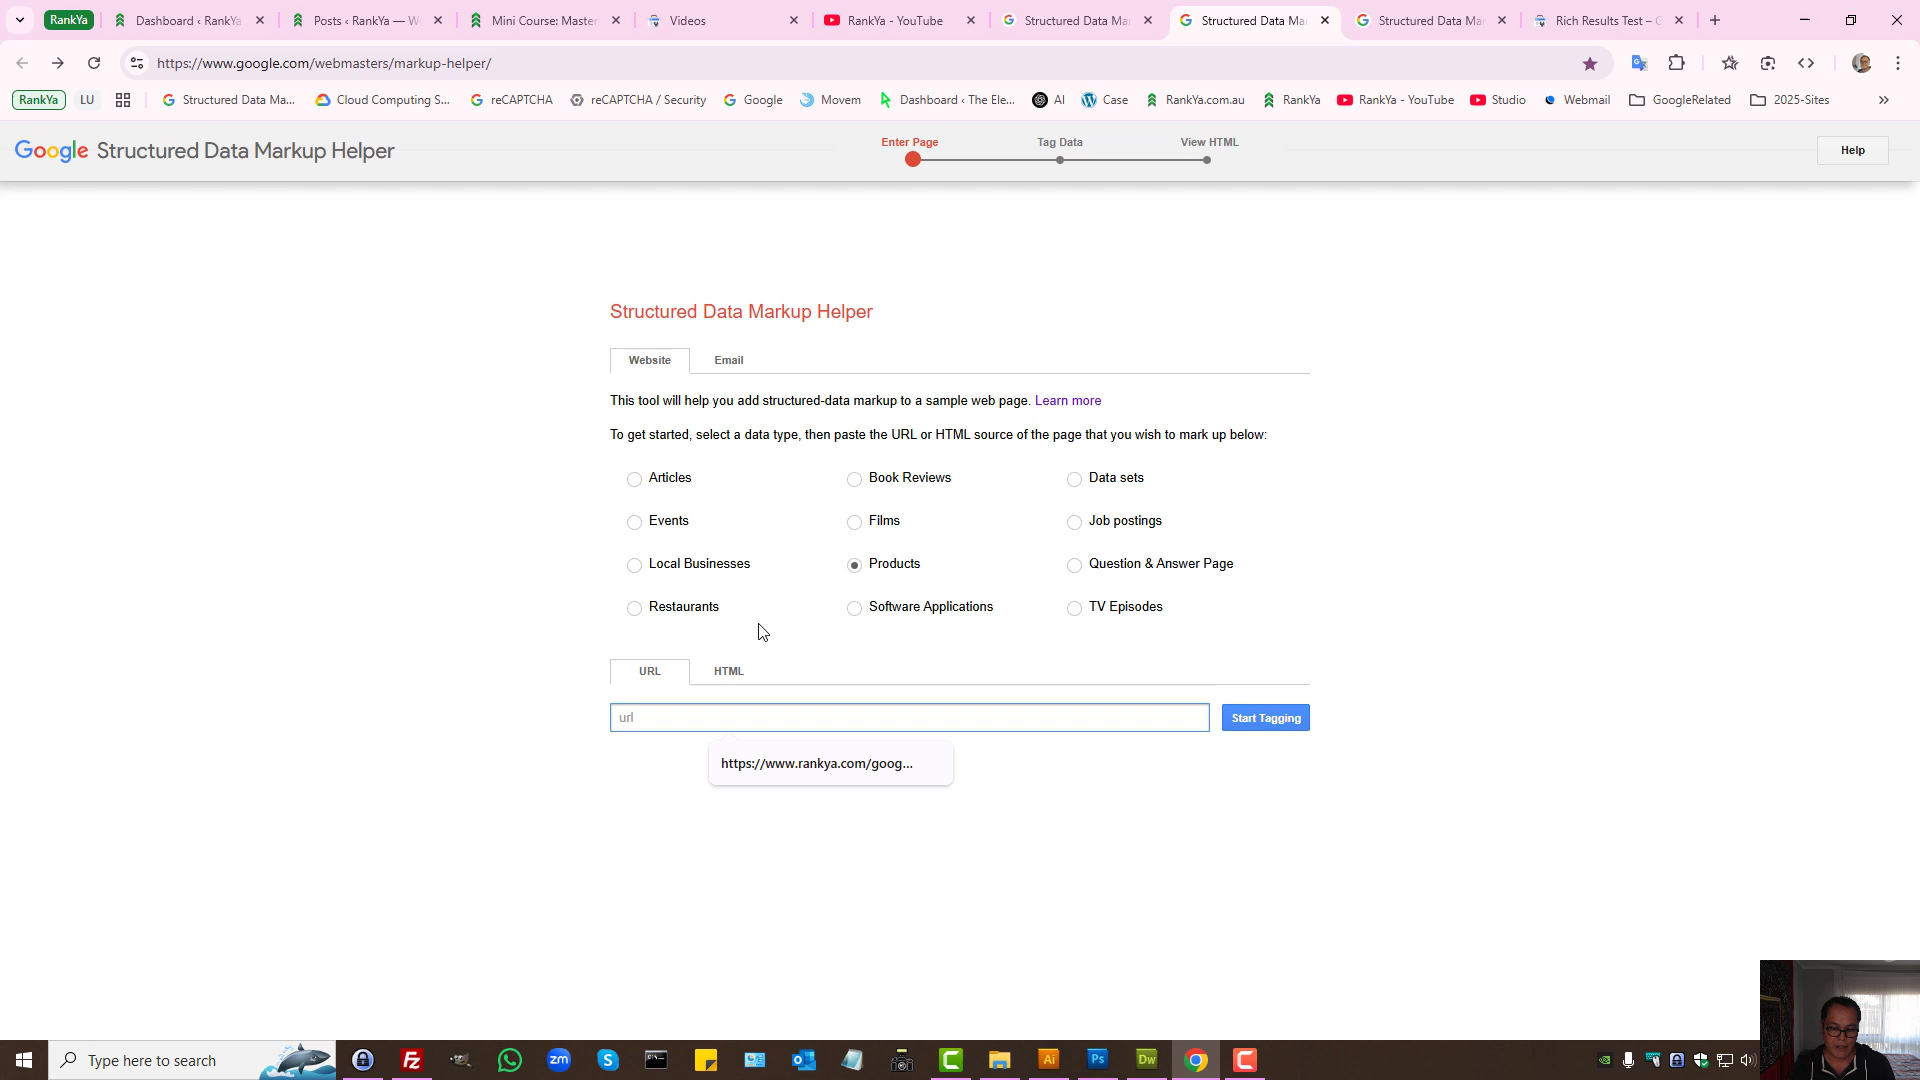 RankYa
Dashboard ‹ RankYa
Posts ‹ RankYa — W
Mini Course: Master
Videos
RankYa - YouTube
Structured Data Ma
Structured Data Ma
Structured Data Ma
Rich Results Test – G
https://www.google.com/webmasters/markup-helper/
RankYa
LU
Structured Data Ma...
Cloud Computing S...
reCAPTCHA
reCAPTCHA / Security
Google
Movem
Dashboard ‹ The Ele...
AI
Case
RankYa.com.au
RankYa
RankYa - YouTube
Studio
Webmail
GoogleRelated
2025-Sites
Google Structured Data Markup Helper
Enter Page
Tag Data
View HTML
Help
Structured Data Markup Helper
Website
Email
This tool will help you add structured-data markup to a sample web page. Learn more
To get started, select a data type, then paste the URL or HTML source of the page that you wish to mark up below:
Articles
Book Reviews
Data sets
Events
Films
Job postings
Local Businesses
Products
Question & Answer Page
Restaurants
Software Applications
TV Episodes
URL
HTML
url
Start Tagging
https://www.rankya.com/goog...
Type here to search
Fz
zm
Ai
Ps
Dw